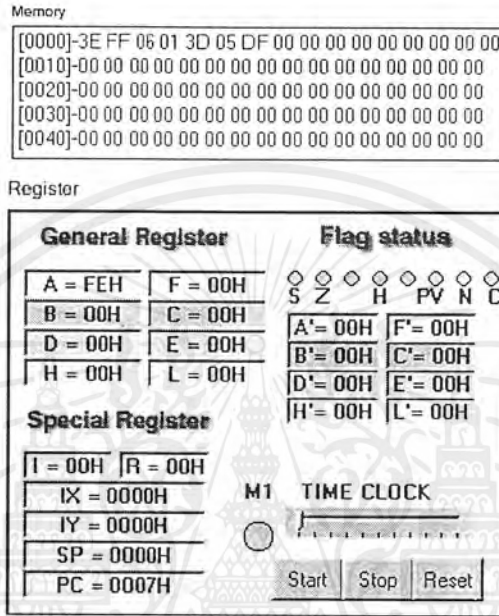 Memory
[0000]-3E FF 06 01 3D 05 DF 00 00 00 00 00 00 00 00 00
[0010]-00 00 00 00 00 00 00 00 00 00 00 00 00 00 00 00
[0020]-00 00 00 00 00 00 00 00 00 00 00 00 00 00 00 00
[0030]-00 00 00 00 00 00 00 00 00 00 00 00 00 00 00 00
[0040]-00 00 00 00 00 00 00 00 00 00 00 00 00 00 00 00
Register
General Register
A = FEH F = 00H
B = 00H C = 00H
D = 00H E = 00H
H = 00H L = 00H
Flag status
S Z H PV N C
A'= 00H F'= 00H
B'= 00H C'= 00H
D'= 00H E'= 00H
H'= 00H L'= 00H
Special Register
I = 00H R = 00H
IX = 0000H
IY = 0000H
SP = 0000H
PC = 0007H
M1 TIME CLOCK
Start Stop Reset